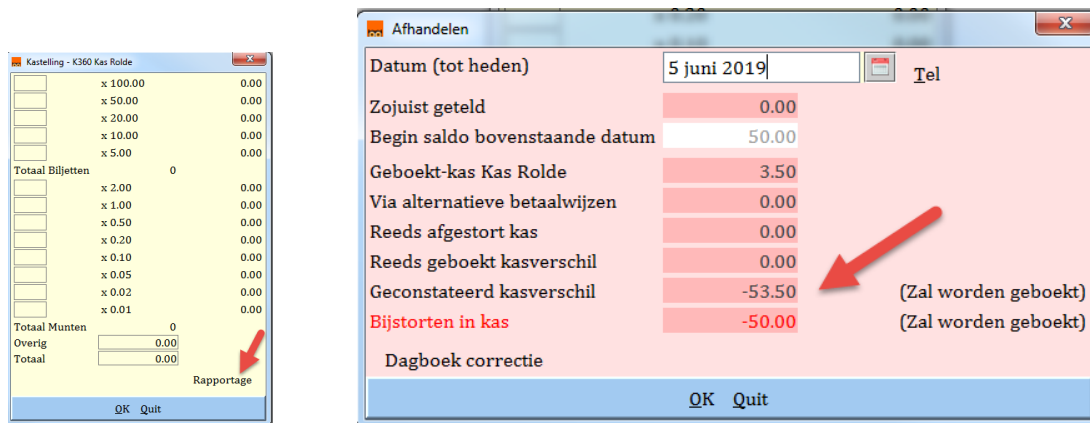 Kastelling - K360 Kas Rolde
x 100.00 0.00
x 50.00 0.00
x 20.00 0.00
x 10.00 0.00
x 5.00 0.00
Totaal Biljetten 0
x 2.00 0.00
x 1.00 0.00
x 0.50 0.00
x 0.20 0.00
x 0.10 0.00
x 0.05 0.00
x 0.02 0.00
x 0.01 0.00
Totaal Munten 0
Overig 0.00
Totaal 0.00
Rapportage
OK Quit
Afhandelen
Datum (tot heden) 5 juni 2019 Tel
Zojuist geteld 0.00
Begin saldo bovenstaande datum 50.00
Geboekt-kas Kas Rolde 3.50
Via alternatieve betaalwijzen 0.00
Reeds afgestort kas 0.00
Reeds geboekt kasverschil 0.00
Geconstateerd kasverschil -53.50 (Zal worden geboekt)
Bijstorten in kas -50.00 (Zal worden geboekt)
Dagboek correctie
OK Quit